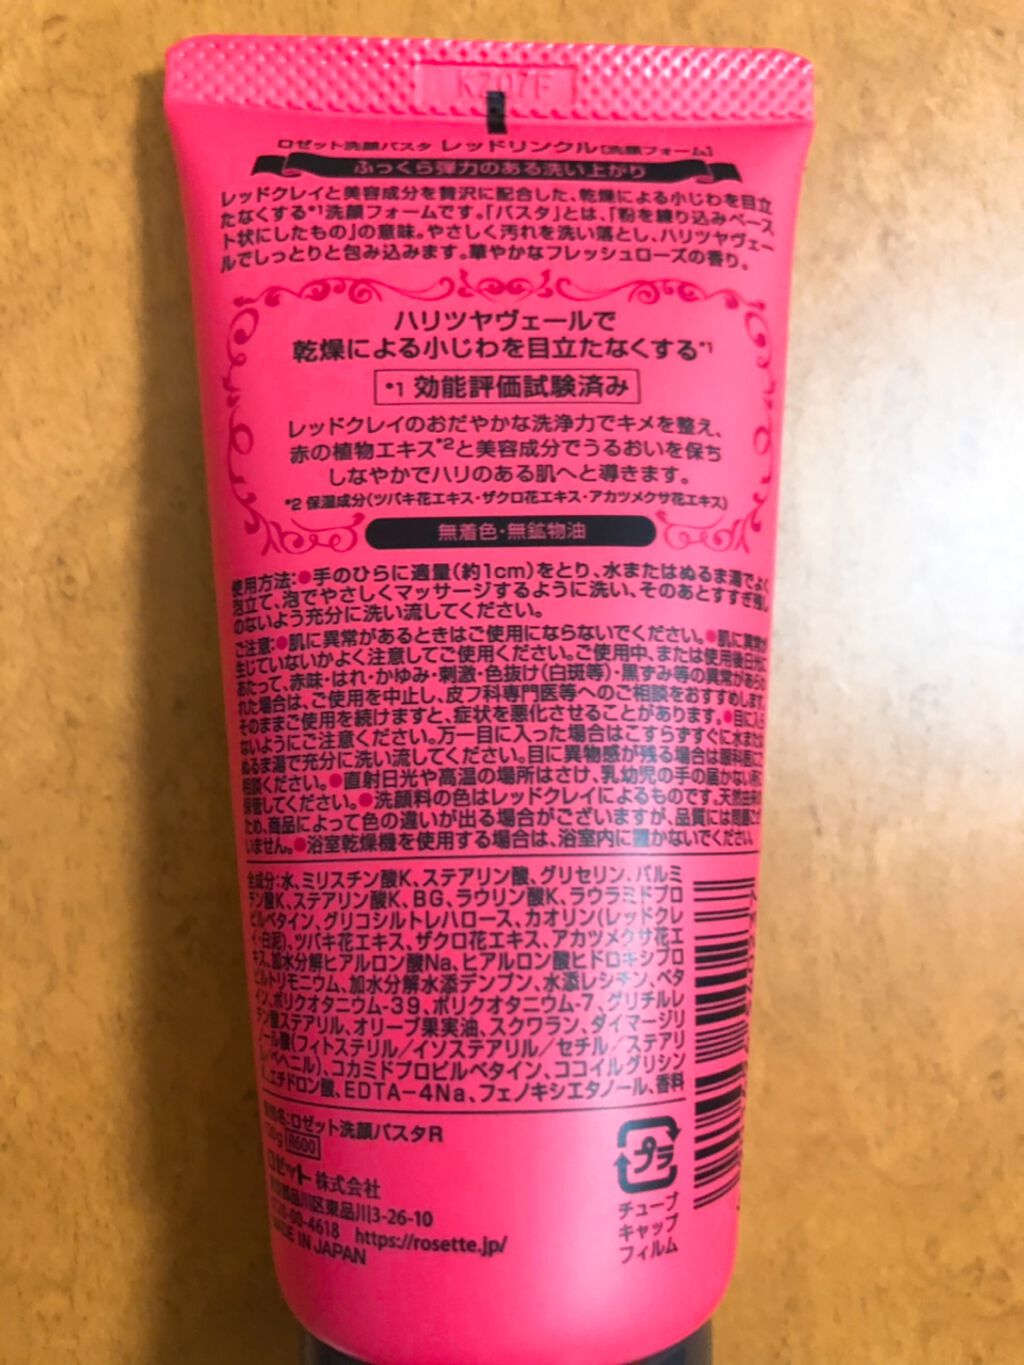 K207F
ロゼット洗顔パスタ レッドリンクル〔洗顔フォーム〕
ふっくら弾力のある洗い上がり
レッドクレイと美容成分を贅沢に配合した、乾燥による小じわを目立
たなくする*1洗顔フォームです。「パスタ」とは、「粉を練り込みペース
ト状にしたもの」の意味。やさしく汚れを洗い落とし、ハリツヤヴェー
ルでしっとりと包み込みます。華やかなフレッシュローズの香り。
ハリツヤヴェールで
乾燥による小じわを目立たなくする*1
*1 効能評価試験済み
レッドクレイのおだやかな洗浄力でキメを整え、
赤の植物エキス*2と美容成分でうるおいを保ち
しなやかでハリのある肌へと導きます。
*2 保湿成分(ツバキ花エキス・ザクロ花エキス・アカツメクサ花エキス)
無着色・無鉱物油
使用方法:●手のひらに適量(約1cm)をとり、水またはぬるま湯でよく
泡立て、泡でやさしくマッサージするように洗い、そのあとすすぎ残し
のないよう充分に洗い流してください。
ご注意:●肌に異常があるときはご使用にならないでください。●肌に異常が
生じていないかよく注意してご使用ください。ご使用中、または使用後日光に
あたって、赤味・はれ・かゆみ・刺激・色抜け(白斑等)・黒ずみ等の異常があらわ
れた場合は、ご使用を中止し、皮フ科専門医等へのご相談をおすすめします。
そのままご使用を続けますと、症状を悪化させることがあります。●目に入ら
ないようにご注意ください。万一目に入った場合はこすらずすぐに水または
ぬるま湯で充分に洗い流してください。目に異物感が残る場合は眼科医にご
相談ください。●直射日光や高温の場所はさけ、乳幼児の手の届かない所に
保管してください。●洗顔料の色はレッドクレイによるものです。天然由来の
ため、商品によって色の違いが出る場合がございますが、品質には問題ござ
いません。●浴室乾燥機を使用する場合は、浴室内に置かないでください。
全成分:水、ミリスチン酸K、ステアリン酸、グリセリン、パルミ
チン酸K、ステアリン酸K、BG、ラウリン酸K、ラウラミドプロ
ピルベタイン、グリコシルトレハロース、カオリン(レッドクレ
イ・白泥)、ツバキ花エキス、ザクロ花エキス、アカツメクサ花エ
キス、加水分解ヒアルロン酸Na、ヒアルロン酸ヒドロキシプロ
ピルトリモニウム、加水分解水添デンプン、水添レシチン、ベタ
イン、ポリクオタニウム-39、ポリクオタニウム-7、グリチルレ
チン酸ステアリル、オリーブ果実油、スクワラン、ダイマージリ
ノール酸(フィトステリル／イソステアリル／セチル／ステアリ
ル／ベヘニル)、コカミドプロピルベタイン、ココイルグリシン
K、エチドロン酸、EDTA-4Na、フェノキシエタノール、香料
販売名:ロゼット洗顔パスタR
R600
ロゼット 株式会社
品川区東品川3-26-10
00-4618 https://rosette.jp/
MADE IN JAPAN
プラ
チューブ
キャップ
フィルム